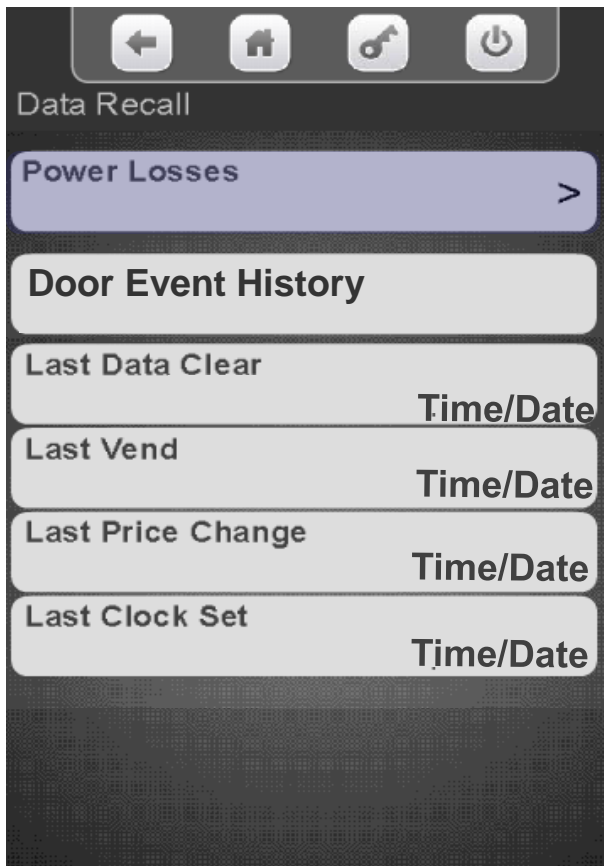 Data Recall
Power Losses
>
Door Event History
Last Data Clear
Time/Date
Last Vend
Time/Date
Last Price Change
Time/Date
Last Clock Set
Time/Date